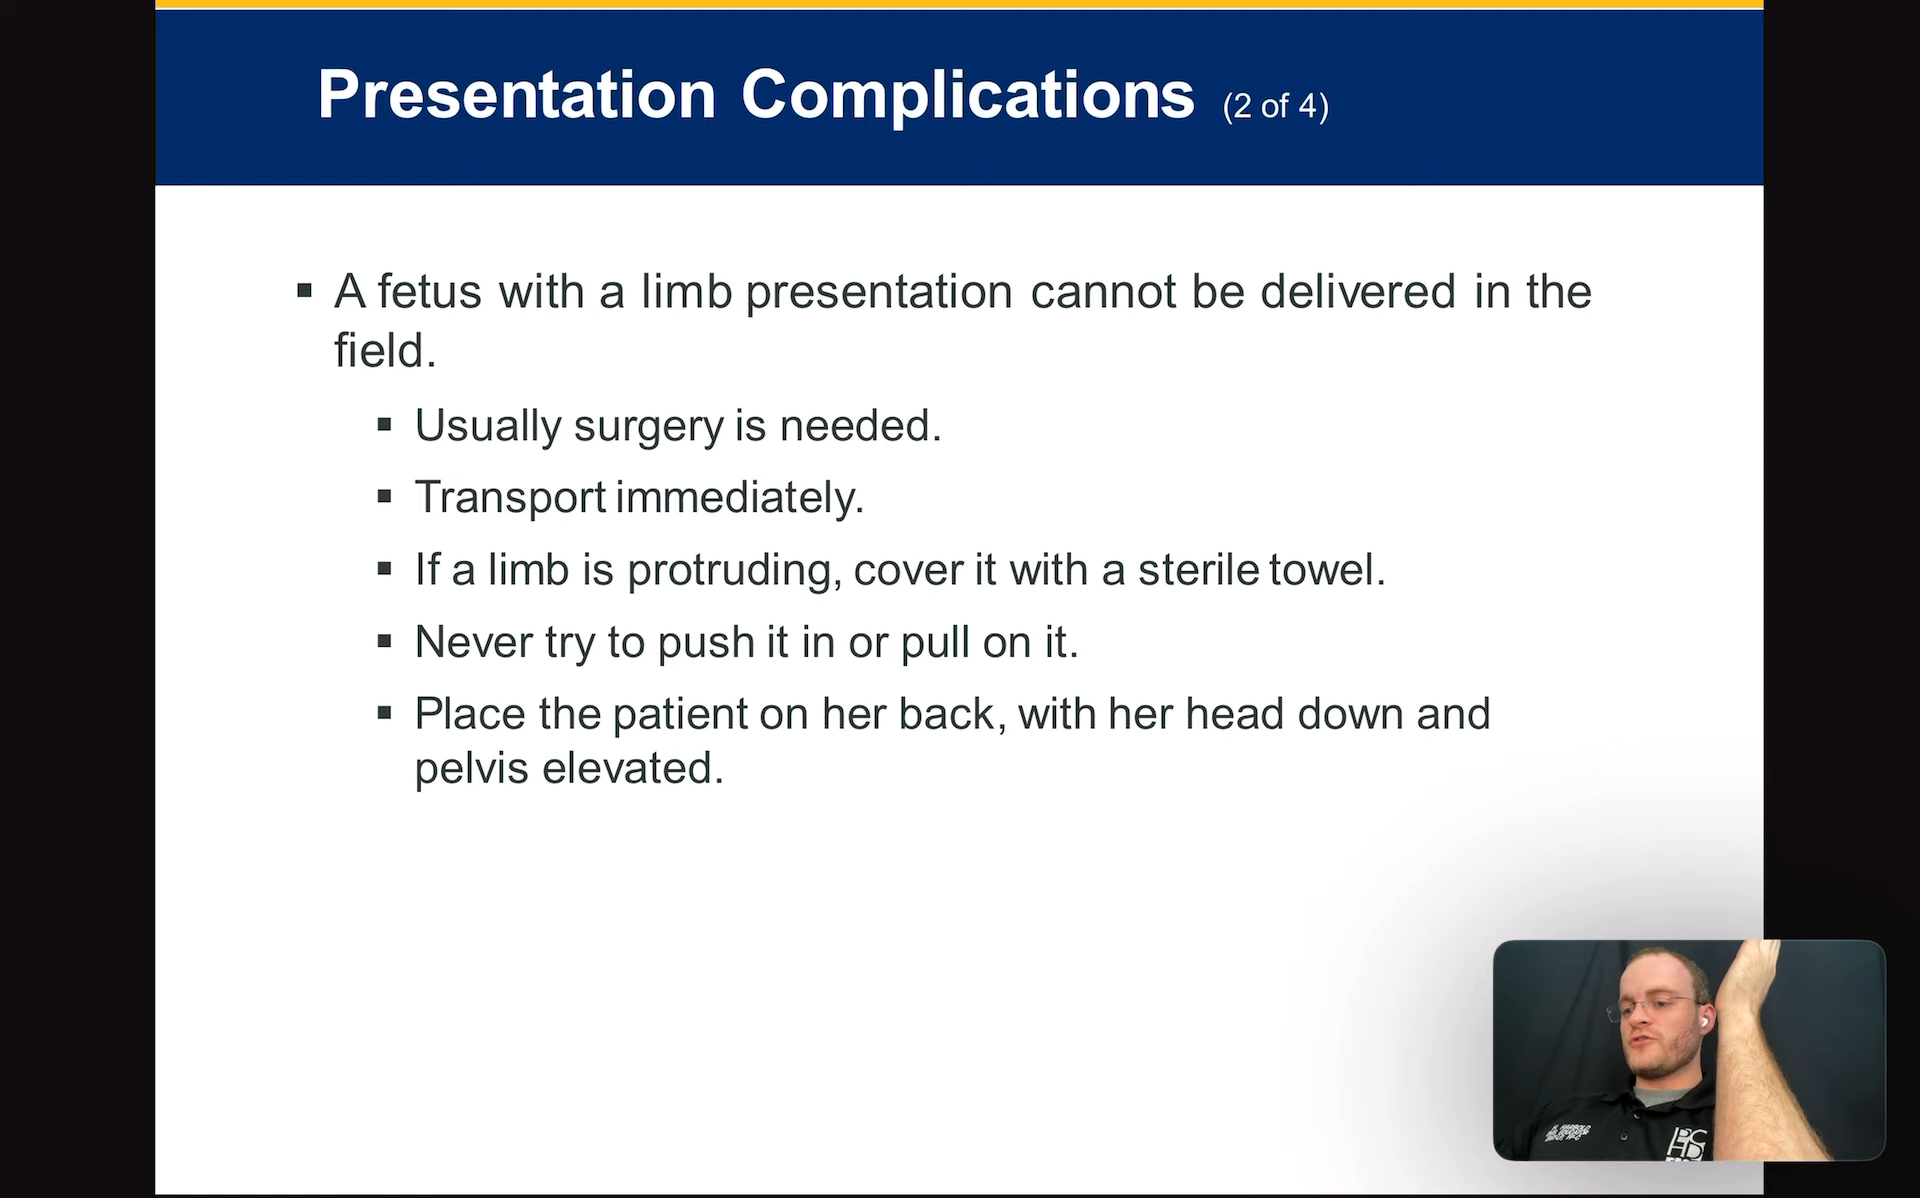 Presentation Complications (2 of 4)
▪ A fetus with a limb presentation cannot be delivered in the
field.
▪ Usually surgery is needed.
▪ Transport immediately.
▪ If a limb is protruding, cover it with a sterile towel.
▪ Never try to push it in or pull on it.
▪ Place the patient on her back, with her head down and
pelvis elevated.